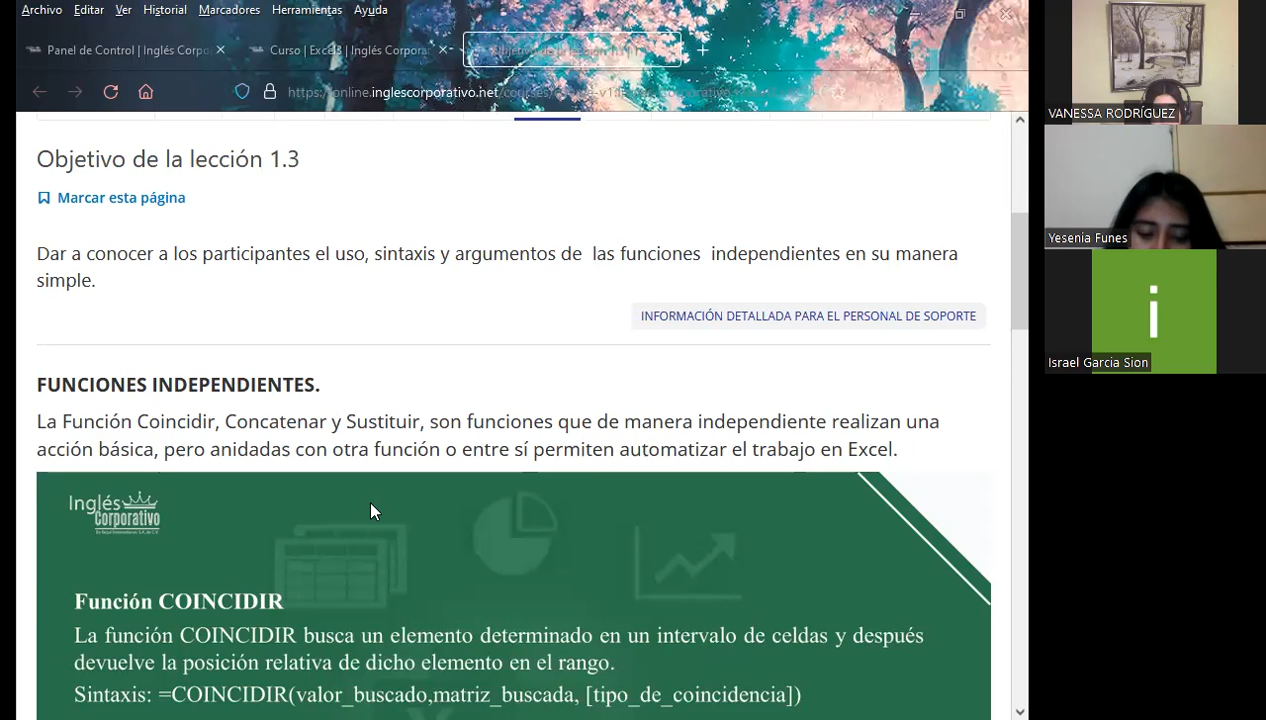 Archivo Editar Ver Historial Marcadores Herramientas Ayuda
Panel de Control | Inglés Corpo
Curso | Excel3 | Inglés Corpora
https://online.inglescorporativo.net/courses/
Objetivo de la lección 1.3
Marcar esta página
Dar a conocer a los participantes el uso, sintaxis y argumentos de las funciones independientes en su manera
simple.
INFORMACIÓN DETALLADA PARA EL PERSONAL DE SOPORTE
FUNCIONES INDEPENDIENTES.
La Función Coincidir, Concatenar y Sustituir, son funciones que de manera independiente realizan una
acción básica, pero anidadas con otra función o entre sí permiten automatizar el trabajo en Excel.
Inglés
Corporativo
Función COINCIDIR
La función COINCIDIR busca un elemento determinado en un intervalo de celdas y después
devuelve la posición relativa de dicho elemento en el rango.
Sintaxis: =COINCIDIR(valor_buscado,matriz_buscada, [tipo_de_coincidencia])
VANESSA RODRÍGUEZ
Yesenia Funes
i
Israel Garcia Sion